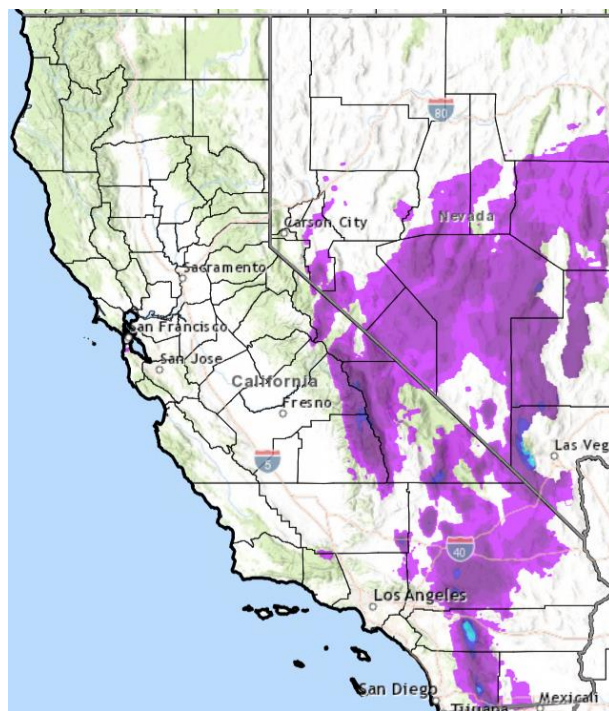 80
Carson City
Nevada
Sacramento
San Francisco
San Jose
California
Fresno
5
Las Veg
40
Los Angeles
San Diego
Tijuana
Mexicali